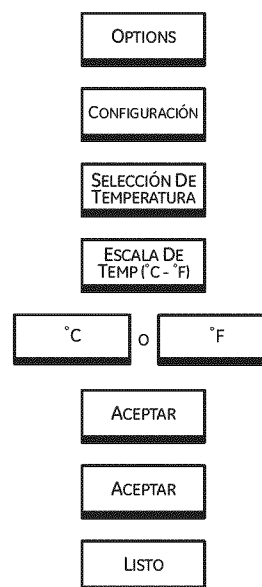 OPTIONS
CONFIGURACIÓN
SELECCIÓN DE
TEMPERATURA
ESCALA DE
TEMP (°C - °F)
°C o °F
ACEPTAR
ACEPTAR
LISTO